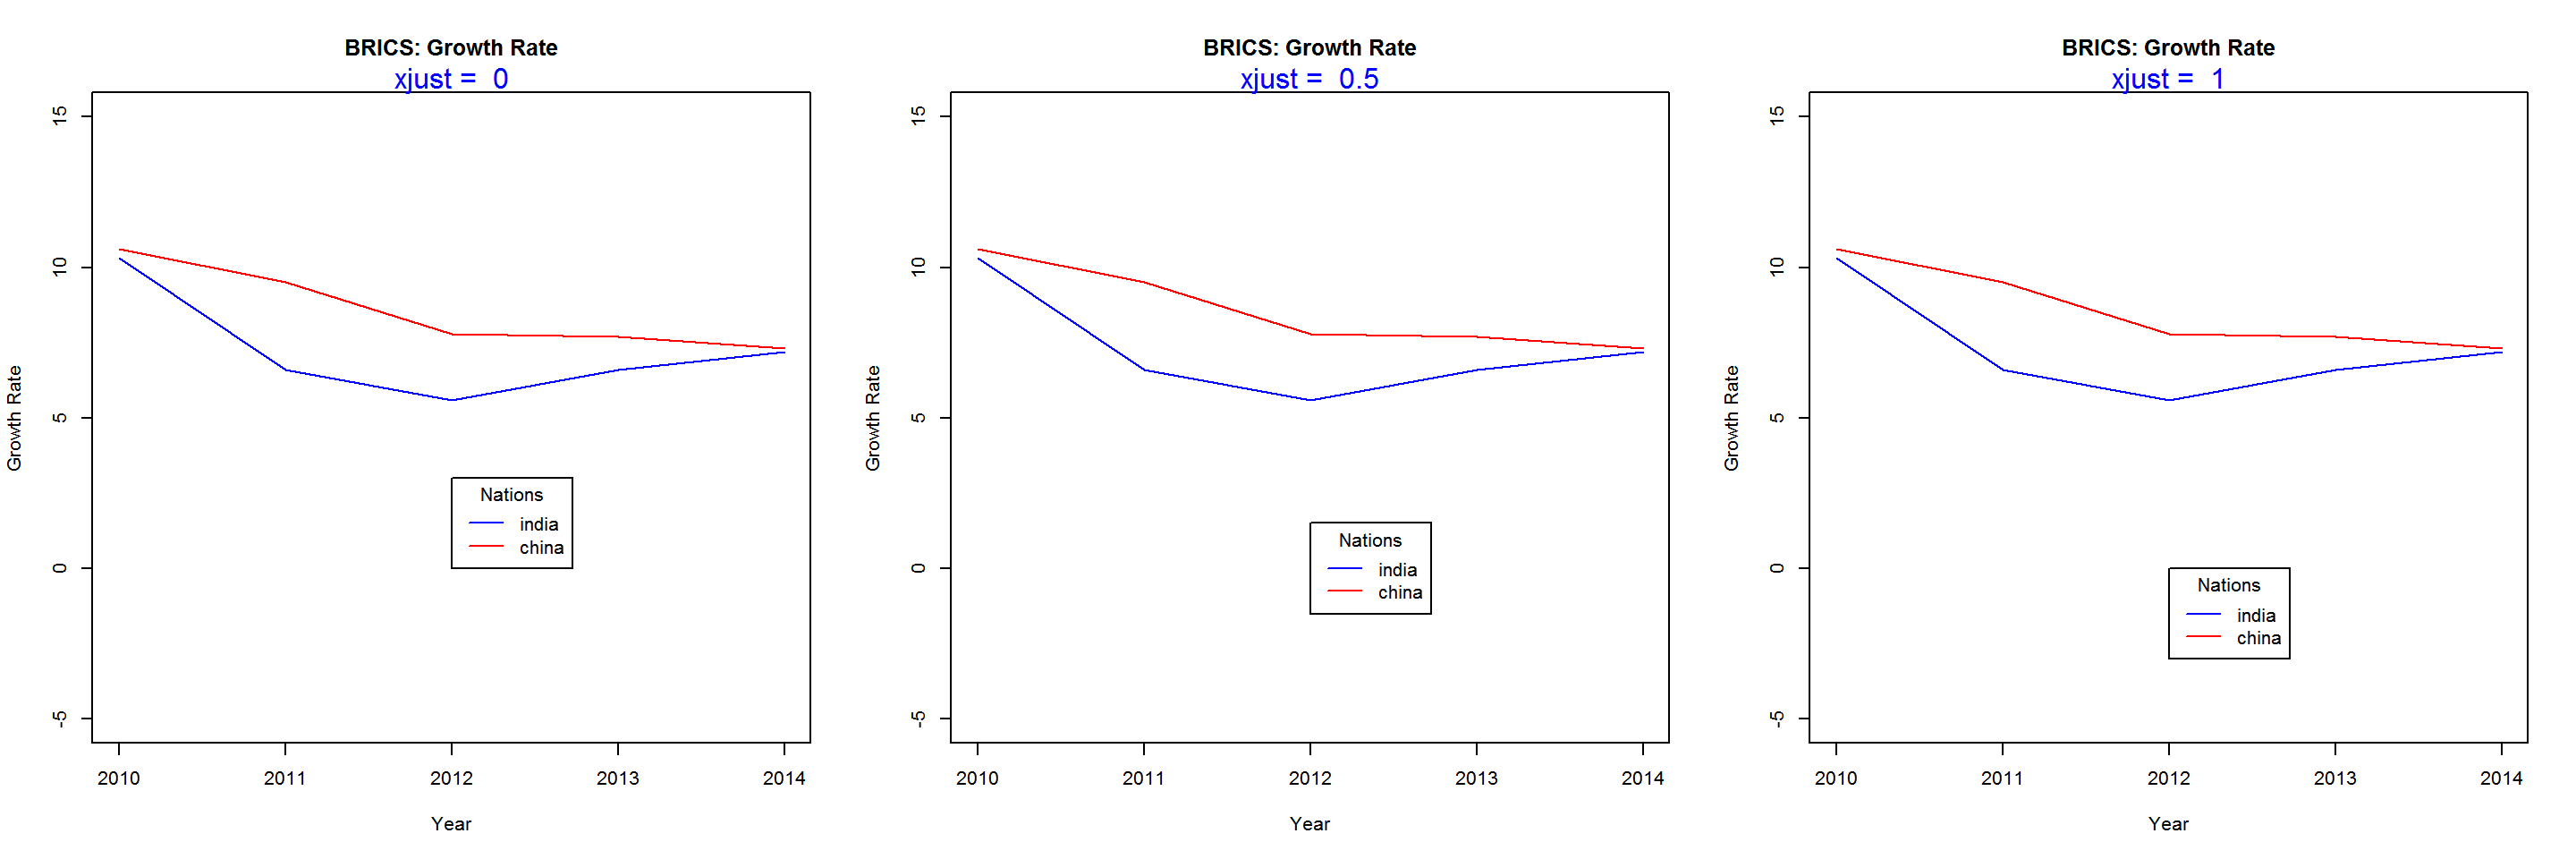 BRICS: Growth Rate
xjust = 0
15
10
5
0
-5
Growth Rate
Nations
india
china
2010 2011 2012 2013 2014
Year
BRICS: Growth Rate
xjust = 0.5
15
10
5
0
-5
Growth Rate
Nations
india
china
2010 2011 2012 2013 2014
Year
BRICS: Growth Rate
xjust = 1
15
10
5
0
-5
Growth Rate
Nations
india
china
2010 2011 2012 2013 2014
Year